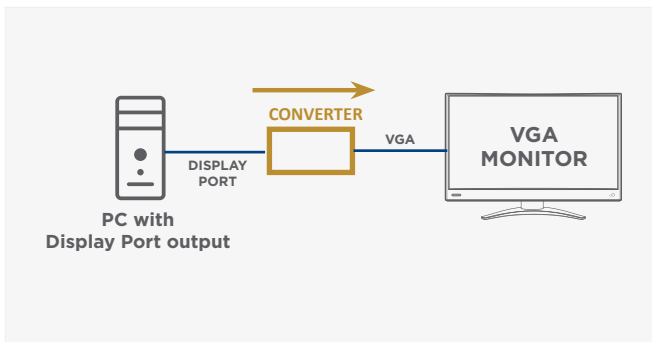 CONVERTER
DISPLAY
PORT
VGA
VGA
MONITOR
PC with
Display Port output